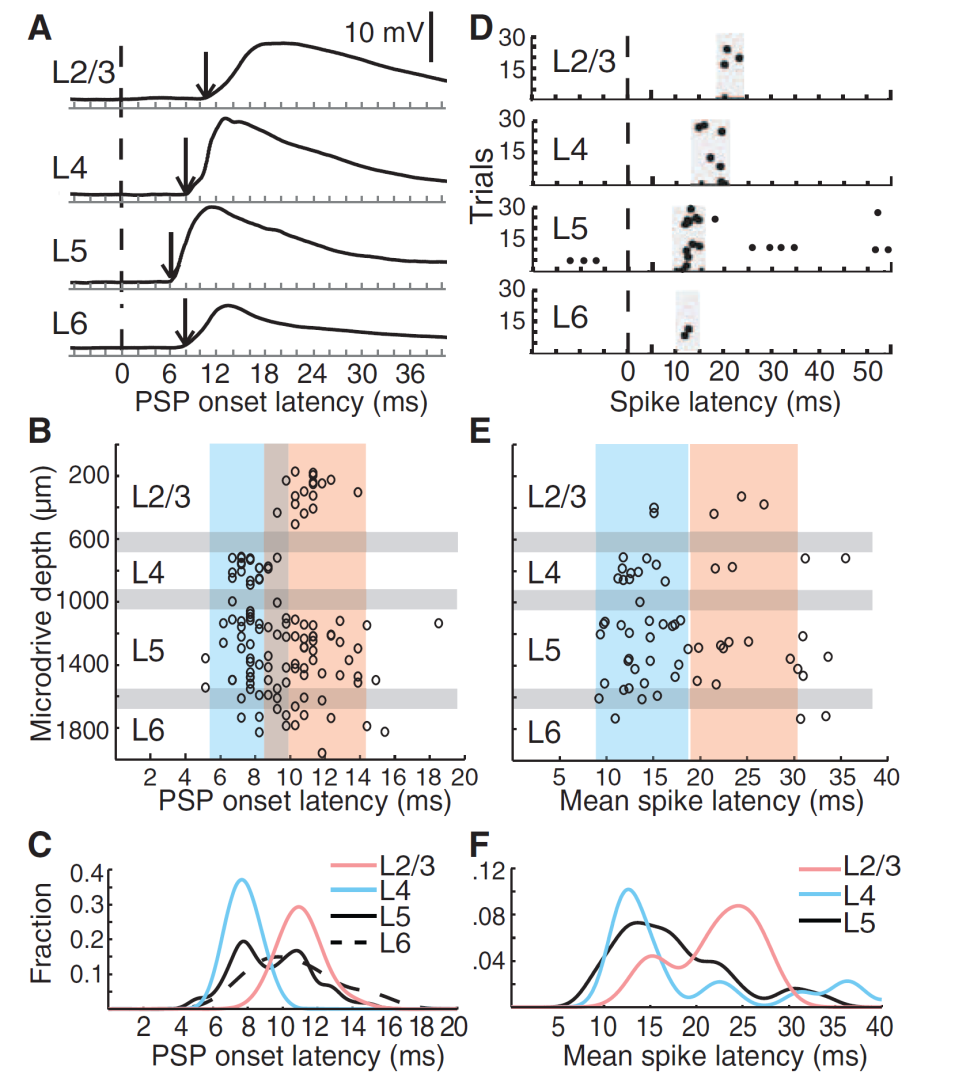 A
10 mV
L2/3
L4
L5
L6
0 6 12 18 24 30 36
PSP onset latency (ms)
D
Trials
30
15
L2/3
30
15
L4
30
15
L5
30
15
L6
0 10 20 30 40 50
Spike latency (ms)
B
Microdrive depth (μm)
200
600
1000
1400
1800
L2/3
L4
L5
L6
2 4 6 8 10 12 14 16 18 20
PSP onset latency (ms)
E
L2/3
L4
L5
L6
5 10 15 20 25 30 35 40
Mean spike latency (ms)
C
Fraction
0.4
0.3
0.2
0.1
L2/3
L4
L5
L6
2 4 6 8 10 12 14 16 18 20
PSP onset latency (ms)
F
.12
.08
.04
L2/3
L4
L5
5 10 15 20 25 30 35 40
Mean spike latency (ms)